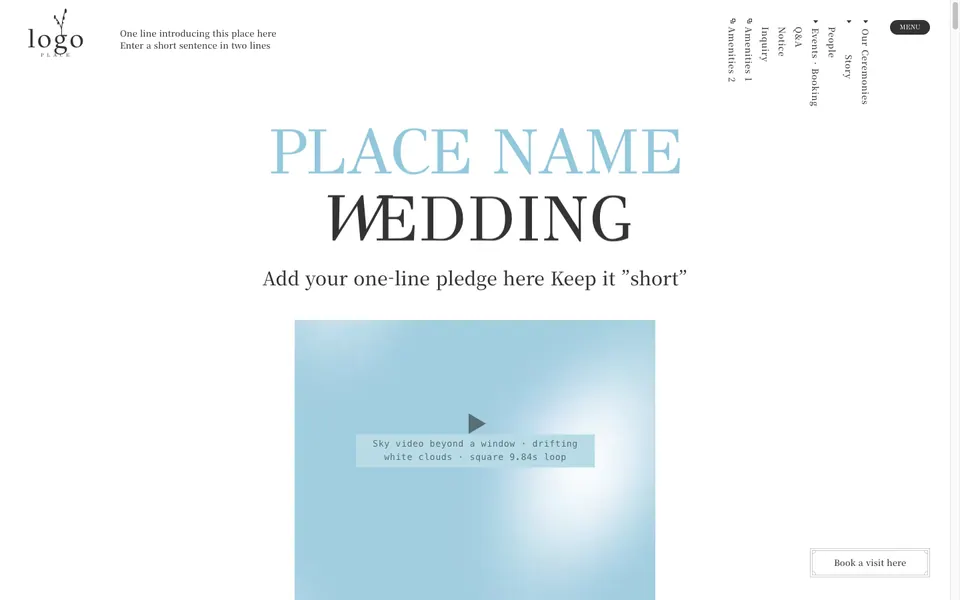 logo
PLACE
One line introducing this place here
Enter a short sentence in two lines
Our Ceremonies
Story
People
Events · Booking
Q&A
Notice
Inquiry
Amenities 1
Amenities 2
MENU
PLACE NAME
WEDDING
Add your one-line pledge here Keep it ”short”
Sky video beyond a window · drifting
white clouds · square 9.84s loop
Book a visit here